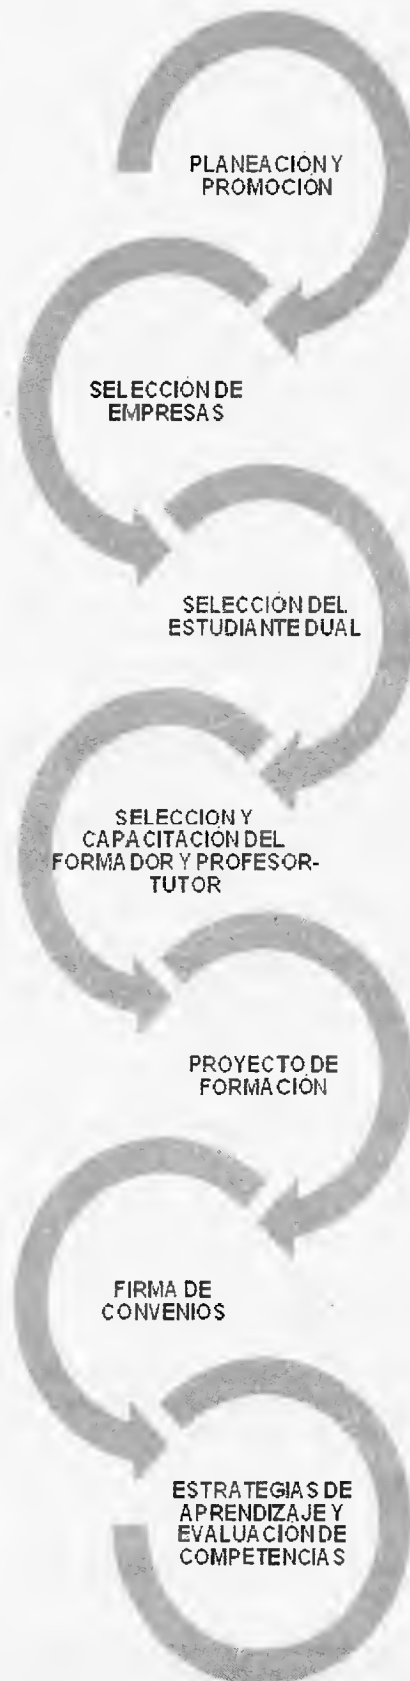 PLANEACIÓN Y
PROMOCIÓN
SELECCIÓN DE
EMPRESAS
SELECCIÓN DEL
ESTUDIANTE DUAL
SELECCIÓN Y
CAPACITACIÓN DEL
FORMADOR Y PROFESOR-
TUTOR
PROYECTO DE
FORMACIÓN
FIRMA DE
CONVENIOS
ESTRATEGIAS DE
APRENDIZAJE Y
EVALUACIÓN DE
COMPETENCIAS